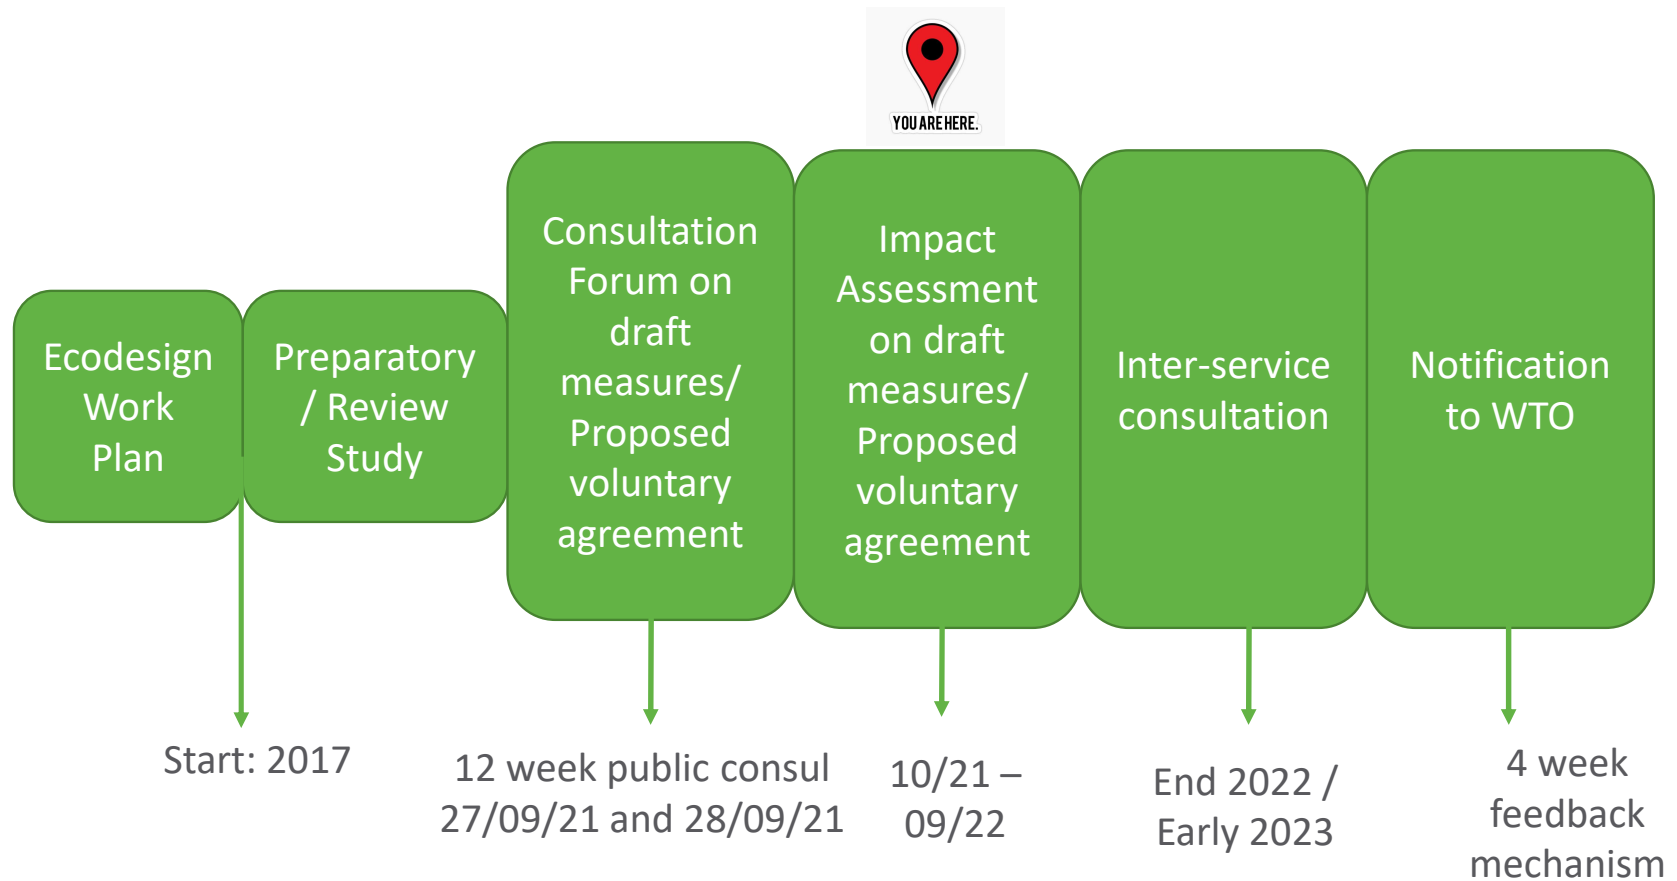 YOU ARE HERE.
Ecodesign
Work
Plan
Preparatory
/ Review
Study
Consultation
Forum on
draft
measures/
Proposed
voluntary
agreement
Impact
Assessment
on draft
measures/
Proposed
voluntary
agreement
Inter-service
consultation
Notification
to WTO
Start: 2017
12 week public consul
27/09/21 and 28/09/21
10/21 –
09/22
End 2022 /
Early 2023
4 week
feedback
mechanism